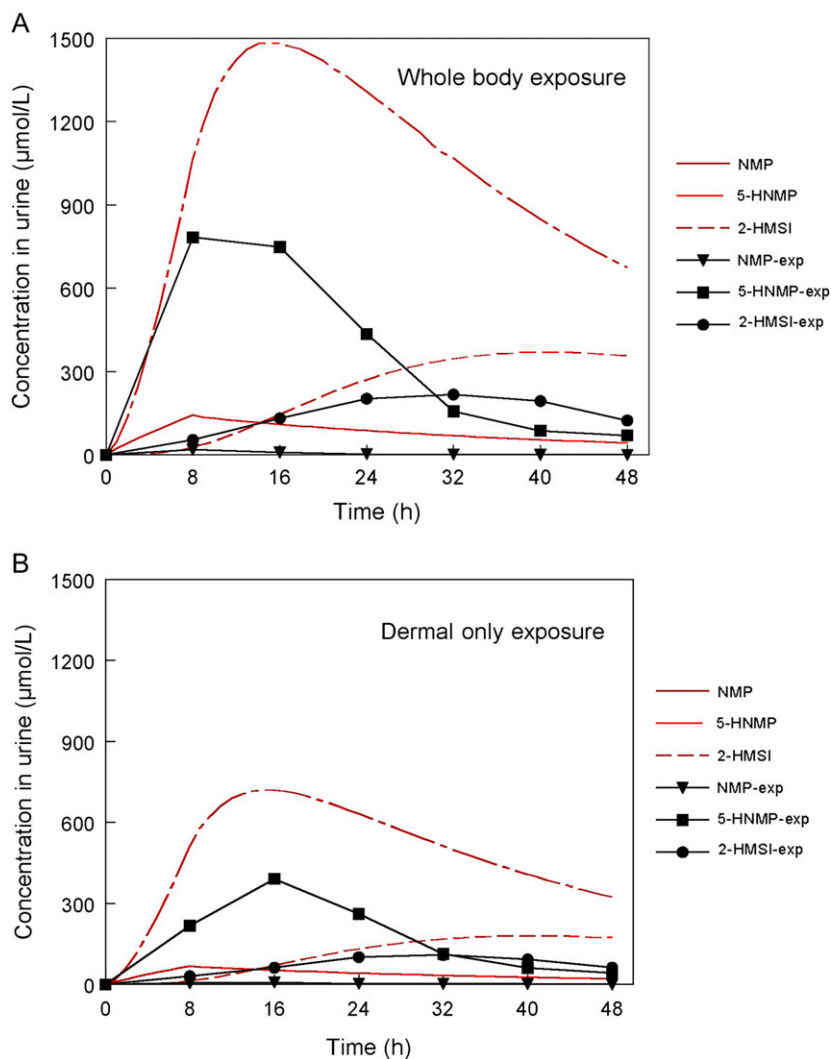 A
Concentration in urine (µmol/L)
1500
1200
900
600
300
0
Whole body exposure
0 8 16 24 32 40 48
Time (h)
NMP
5-HNMP
2-HMSI
NMP-exp
5-HNMP-exp
2-HMSI-exp
B
Concentration in urine (µmol/L)
1500
1200
900
600
300
0
Dermal only exposure
0 8 16 24 32 40 48
Time (h)
NMP
5-HNMP
2-HMSI
NMP-exp
5-HNMP-exp
2-HMSI-exp